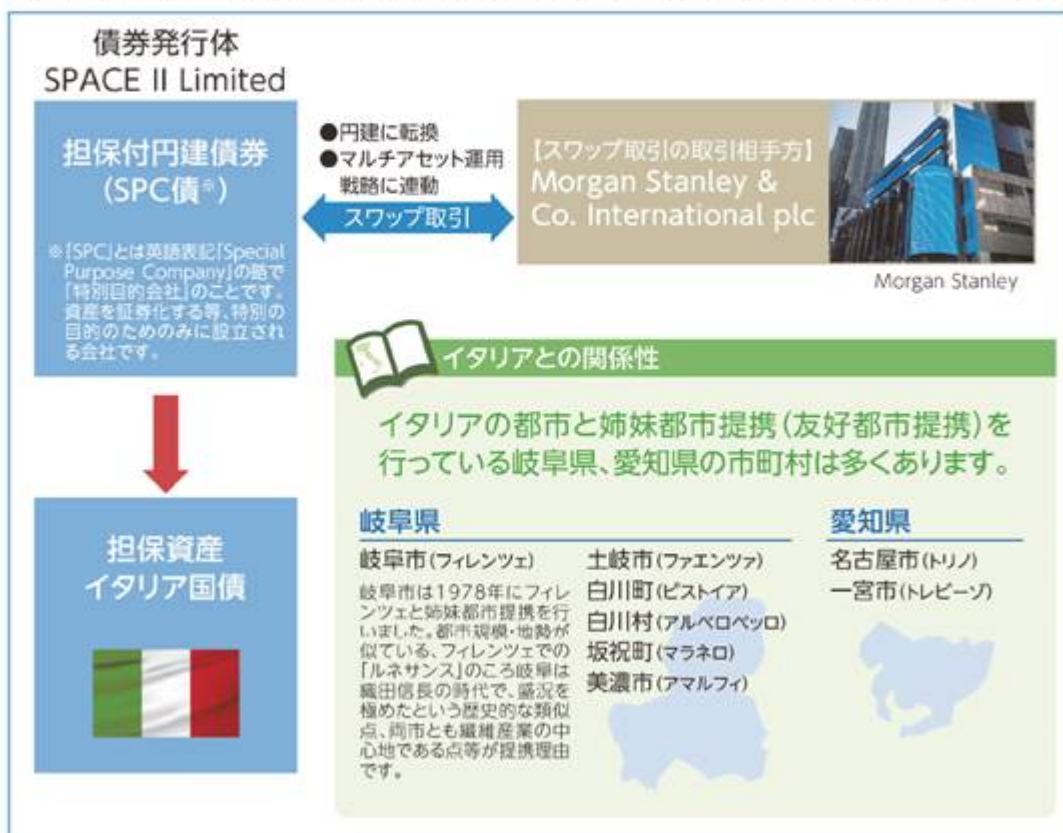 債券発行体
SPACE II Limited
担保付円建債券
(SPC債※)
※「SPC」とは英語表記「Special
Purpose Company」の略で
「特別目的会社」のことです。
資産を証券化する等、特別の
目的のためのみに設立され
る会社です。
●円建に転換
●マルチアセット運用
戦略に連動
スワップ取引
【スワップ取引の取引相手方】
Morgan Stanley &
Co. International plc
Morgan Stanley
担保資産
イタリア国債
イタリアとの関係性
イタリアの都市と姉妹都市提携(友好都市提携)を
行っている岐阜県、愛知県の市町村は多くあります。
岐阜県
岐阜市(フィレンツェ)
岐阜市は1978年にフィレ
ンツェと姉妹都市提携を行
いました。都市規模・地勢が
似ている、フィレンツェでの
「ルネサンス」のころ岐阜は
織田信長の時代で、盛況を
極めたという歴史的な類似
点、両市とも繊維産業の中
心地である点等が提携理由
です。
土岐市(ファエンツァ)
白川町(ピストイア)
白川村(アルベロベッロ)
坂祝町(マラネロ)
美濃市(アマルフィ)
愛知県
名古屋市(トリノ)
一宮市(トレビーゾ)